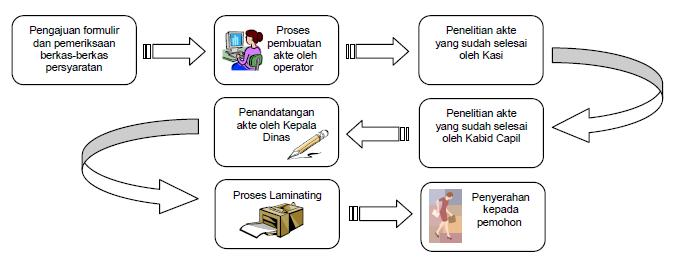 Pengajuan formulir
dan pemeriksaan
berkas-berkas
persyaratan
Proses
pembuatan
akte oleh
operator
Penelitian akte
yang sudah selesai
oleh Kasi
Penelitian akte
yang sudah selesai
oleh Kabid Capil
Penandatangan
akte oleh Kepala
Dinas
Proses Laminating
Penyerahan
kepada
pemohon